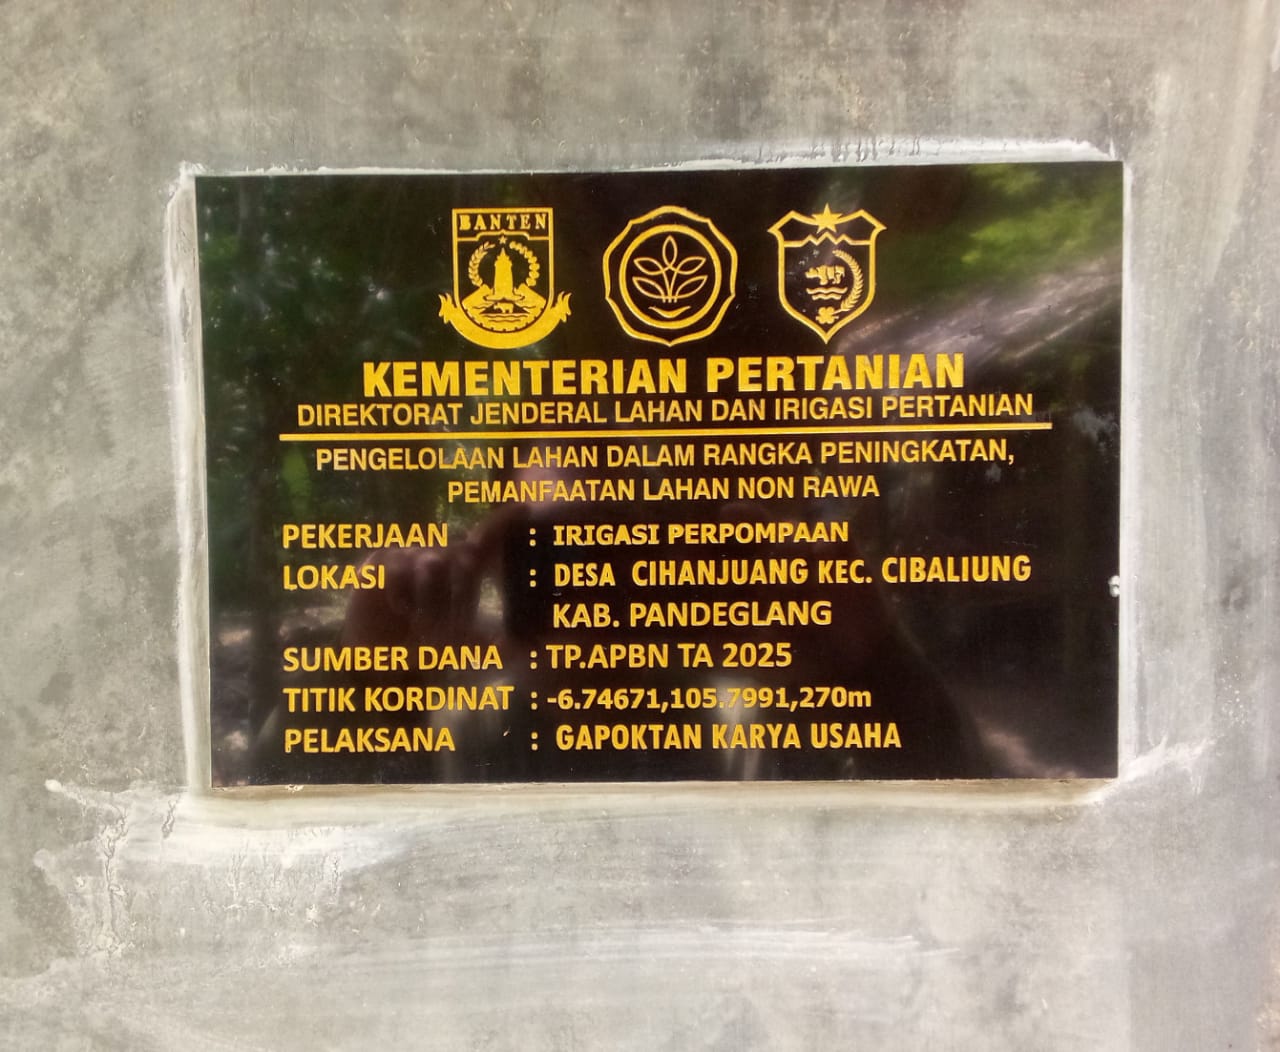 BANTEN
KEMENTERIAN PERTANIAN
DIREKTORAT JENDERAL LAHAN DAN IRIGASI PERTANIAN
PENGELOLAAN LAHAN DALAM RANGKA PENINGKATAN,
PEMANFAATAN LAHAN NON RAWA
PEKERJAAN : IRIGASI PERPOMPAAN
LOKASI : DESA CIHANJUANG KEC. CIBALIUNG
KAB. PANDEGLANG
SUMBER DANA : TP.APBN TA 2025
TITIK KORDINAT : -6.74671,105.7991,270m
PELAKSANA : GAPOKTAN KARYA USAHA